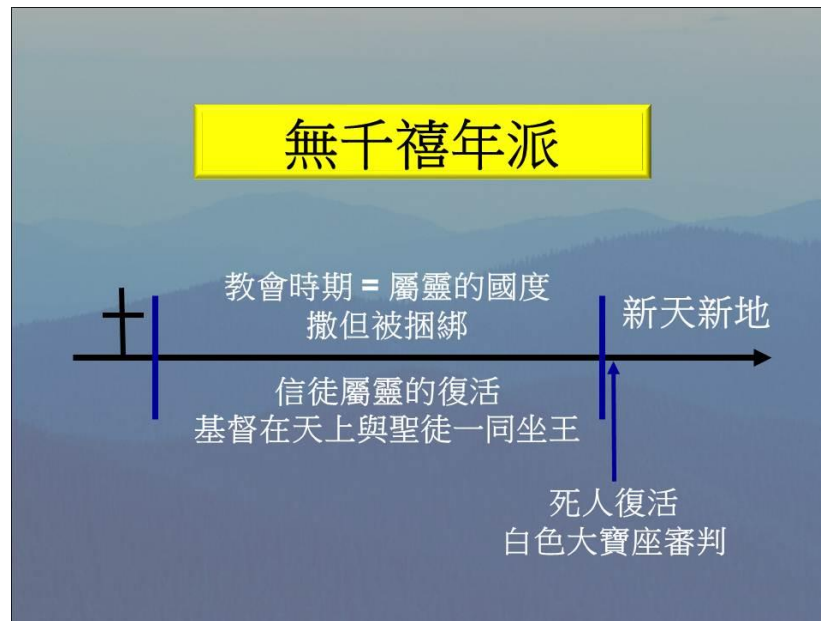 無千禧年派
教會時期 = 屬靈的國度
撒但被捆綁
新天新地
信徒屬靈的復活
基督在天上與聖徒一同坐王
死人復活
白色大寶座審判